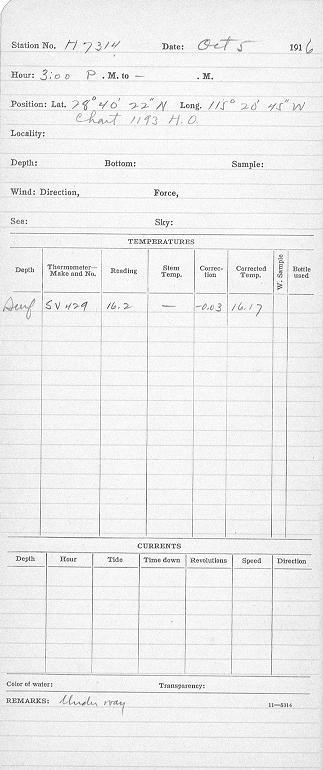 Station No. H 7314 Date: Oct 5 1916
Hour: 3:00 P . M. to — . M.
Position: Lat. 28° 40' 22" N Long. 115° 20' 45" W
Chart 1193 H.O.
Locality:
Depth: Bottom: Sample:
Wind: Direction, Force,
Sea: Sky:
TEMPERATURES
Depth Thermometer— Make and No. Reading Stem Temp. Correc- tion Corrected Temp. W. Sample Bottle used
Surf SV 429 16.2 — -0.03 16.17
CURRENTS
Depth Hour Tide Time down Revolutions Speed Direction
Color of water: Transparency:
REMARKS: Under way 11—5314